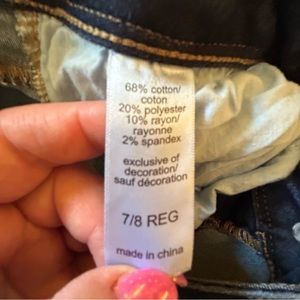 68% cotton/
coton
20% polyester
10% rayon/
rayonne
2% spandex
exclusive of
decoration/
sauf décoration
7/8 REG
made in china